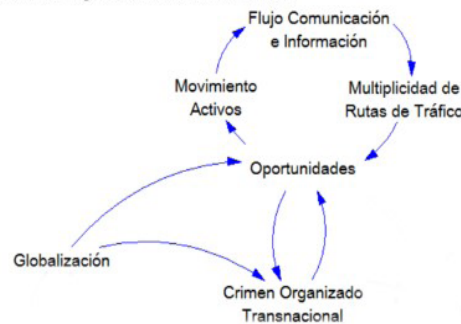 Flujo Comunicación
e Información
Movimiento
Activos
Multiplicidad de
Rutas de Tráfico
Oportunidades
Globalización
Crimen Organizado
Transnacional